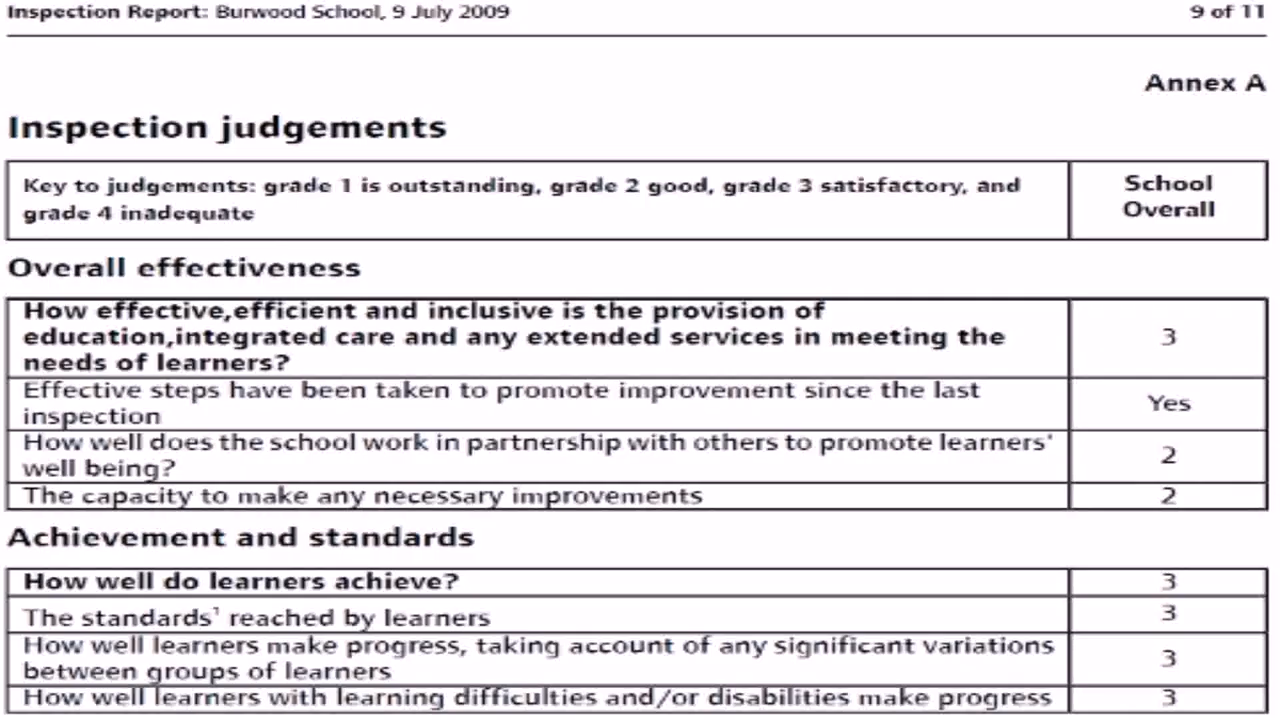 Inspection Report: Burwood School, 9 July 2009 9 of 11
Annex A
Inspection judgements
Key to judgements: grade 1 is outstanding, grade 2 good, grade 3 satisfactory, and
grade 4 inadequate
School
Overall
Overall effectiveness
How effective,efficient and inclusive is the provision of
education,integrated care and any extended services in meeting the
needs of learners?
3
Effective steps have been taken to promote improvement since the last
inspection
Yes
How well does the school work in partnership with others to promote learners'
well being?
2
The capacity to make any necessary improvements 2
Achievement and standards
How well do learners achieve? 3
The standards¹ reached by learners 3
How well learners make progress, taking account of any significant variations
between groups of learners
3
How well learners with learning difficulties and/or disabilities make progress 3